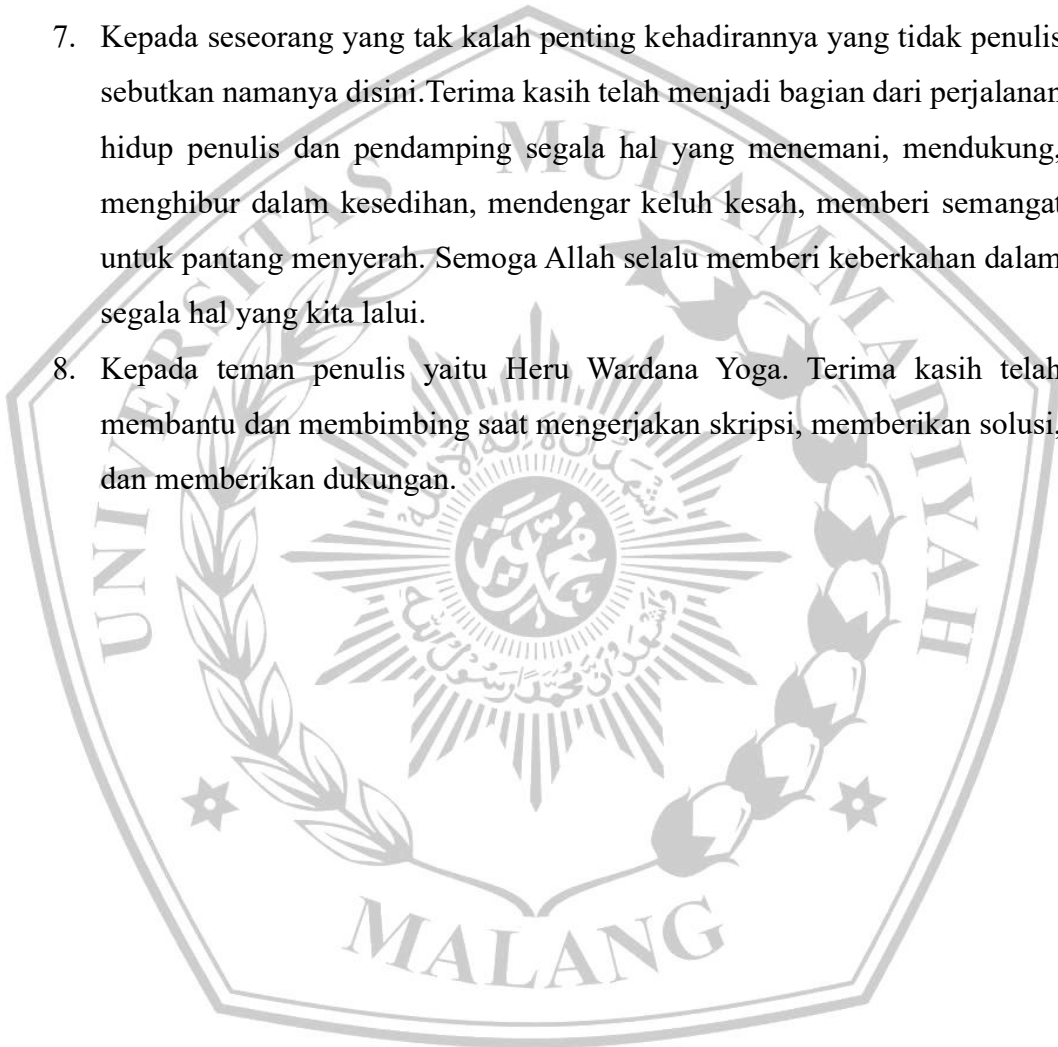 7. Kepada seseorang yang tak kalah penting kehadirannya yang tidak penulis
sebutkan namanya disini.Terima kasih telah menjadi bagian dari perjalanan
hidup penulis dan pendamping segala hal yang menemani, mendukung,
menghibur dalam kesedihan, mendengar keluh kesah, memberi semangat
untuk pantang menyerah. Semoga Allah selalu memberi keberkahan dalam
segala hal yang kita lalui.
8. Kepada teman penulis yaitu Heru Wardana Yoga. Terima kasih telah
membantu dan membimbing saat mengerjakan skripsi, memberikan solusi,
dan memberikan dukungan.
UNIVERSITAS MUHAMMADIYAH
MALANG